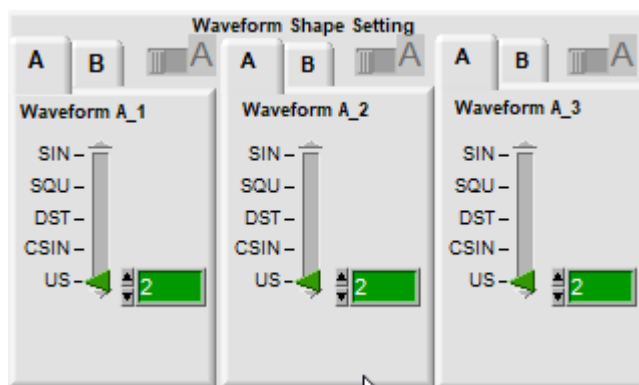 Waveform Shape Setting
A B A A B A A B A
Waveform A_1 Waveform A_2 Waveform A_3
SIN SIN SIN
SQU SQU SQU
DST DST DST
CSIN CSIN CSIN
US 2 US 2 US 2